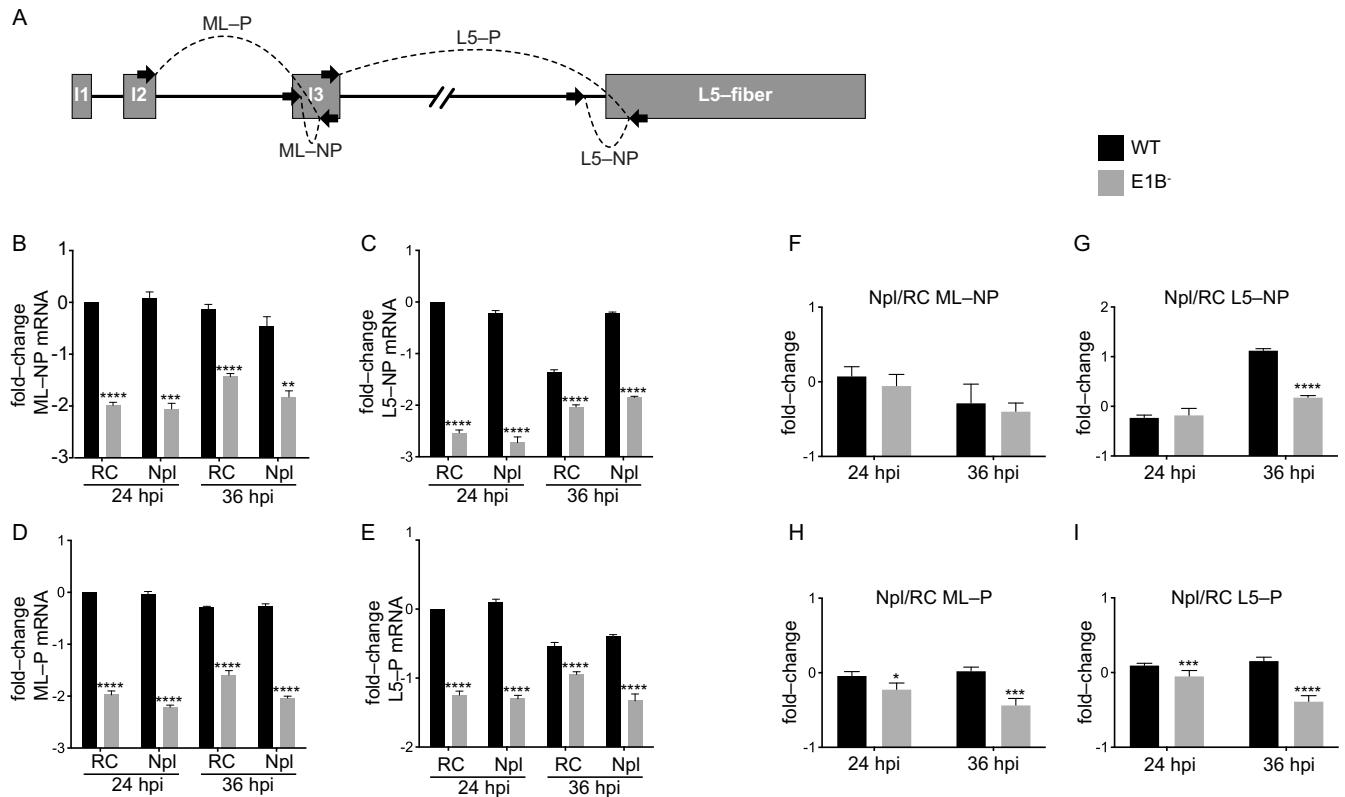 A
ML–P
L5–P
I1
I2
I3
L5–fiber
ML–NP
L5–NP
WT
E1B-
B
fold–change
ML–NP mRNA
1
0
-1
-2
-3
****
***
****
**
RC
Npl
RC
Npl
24 hpi
36 hpi
C
fold–change
L5–NP mRNA
1
0
-1
-2
-3
****
****
****
****
RC
Npl
RC
Npl
24 hpi
36 hpi
F
Npl/RC ML–NP
fold–change
1
0
-1
24 hpi
36 hpi
G
Npl/RC L5–NP
fold–change
2
1
0
-1
****
24 hpi
36 hpi
D
fold–change
ML–P mRNA
1
0
-1
-2
-3
****
****
****
****
RC
Npl
RC
Npl
24 hpi
36 hpi
E
fold–change
L5–P mRNA
1
0
-1
-2
****
****
****
****
RC
Npl
RC
Npl
24 hpi
36 hpi
H
Npl/RC ML–P
fold–change
1
0
-1
*
***
24 hpi
36 hpi
I
Npl/RC L5–P
fold–change
1
0
-1
***
****
24 hpi
36 hpi